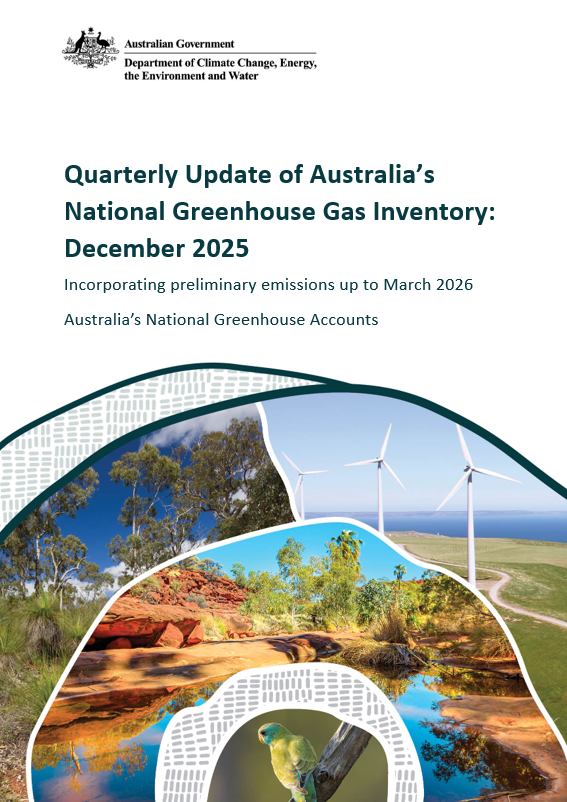 Australian Government
Department of Climate Change, Energy,
the Environment and Water
Quarterly Update of Australia’s
National Greenhouse Gas Inventory:
December 2025
Incorporating preliminary emissions up to March 2026
Australia’s National Greenhouse Accounts